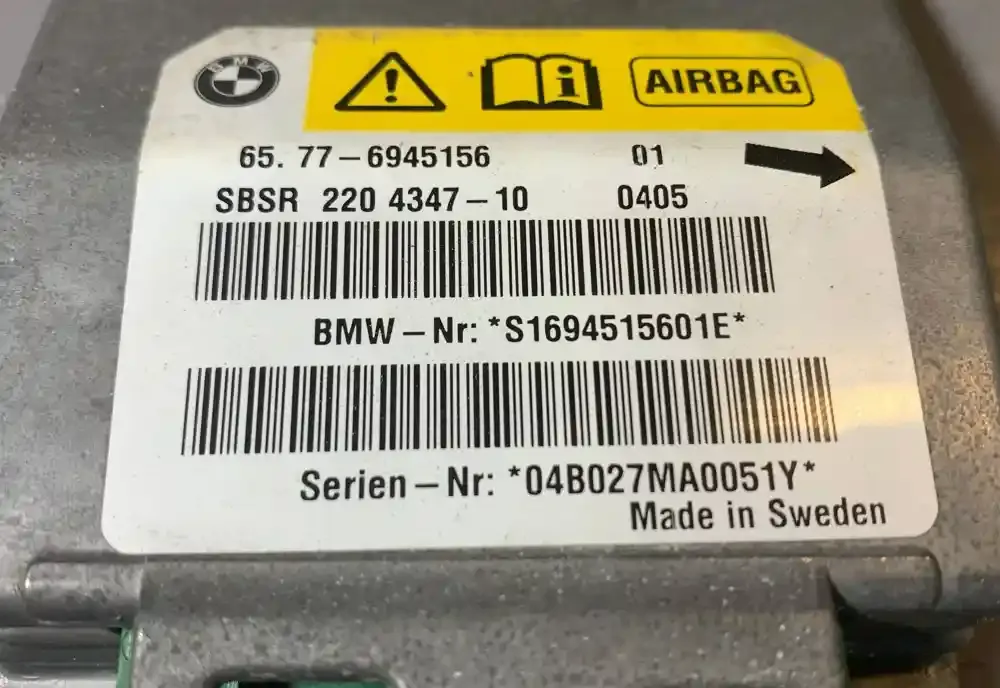 BMW
AIRBAG
65. 77-6945156 01
SBSR 220 4347-10 0405
BMW-Nr: *S1694515601E*
Serien-Nr: *04B027MA0051Y*
Made in Sweden